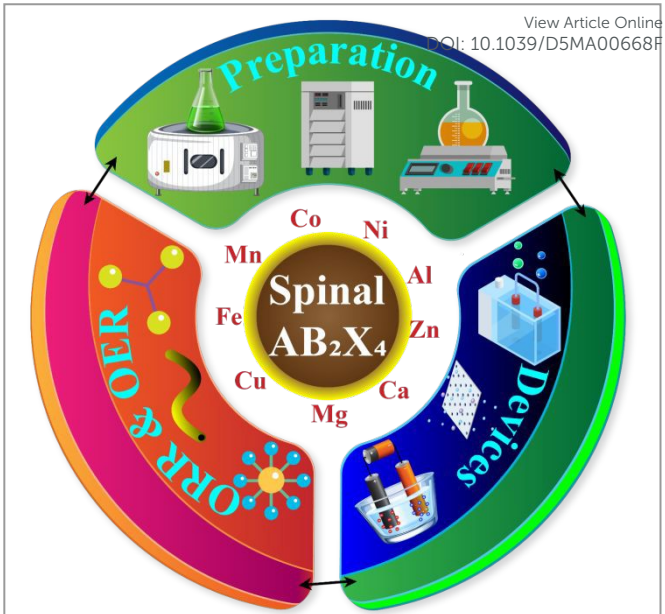 View Article Online
DOI: 10.1039/D5MA00668F
Preparation
Co
Ni
Mn
Al
Spinal
Fe
Zn
AB₂X₄
Cu
Ca
Mg
ORR & OER
Devices